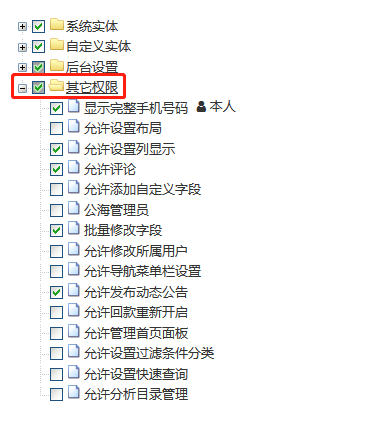 系统实体
自定义实体
后台设置
其它权限
显示完整手机号码 本人
允许设置布局
允许设置列显示
允许评论
允许添加自定义字段
公海管理员
批量修改字段
允许修改所属用户
允许导航菜单栏设置
允许发布动态公告
允许回款重新开启
允许管理首页面板
允许设置过滤条件分类
允许设置快速查询
允许分析目录管理